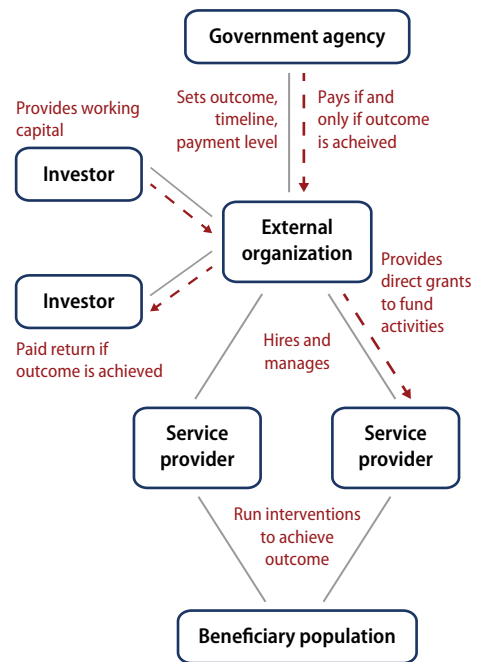 Government agency
Sets outcome,
timeline,
payment level
Pays if and
only if outcome
is acheived
Provides working
capital
Investor
External
organization
Investor
Paid return if
outcome is achieved
Provides
direct grants
to fund
activities
Hires and
manages
Service
provider
Service
provider
Run interventions
to achieve
outcome
Beneficiary population